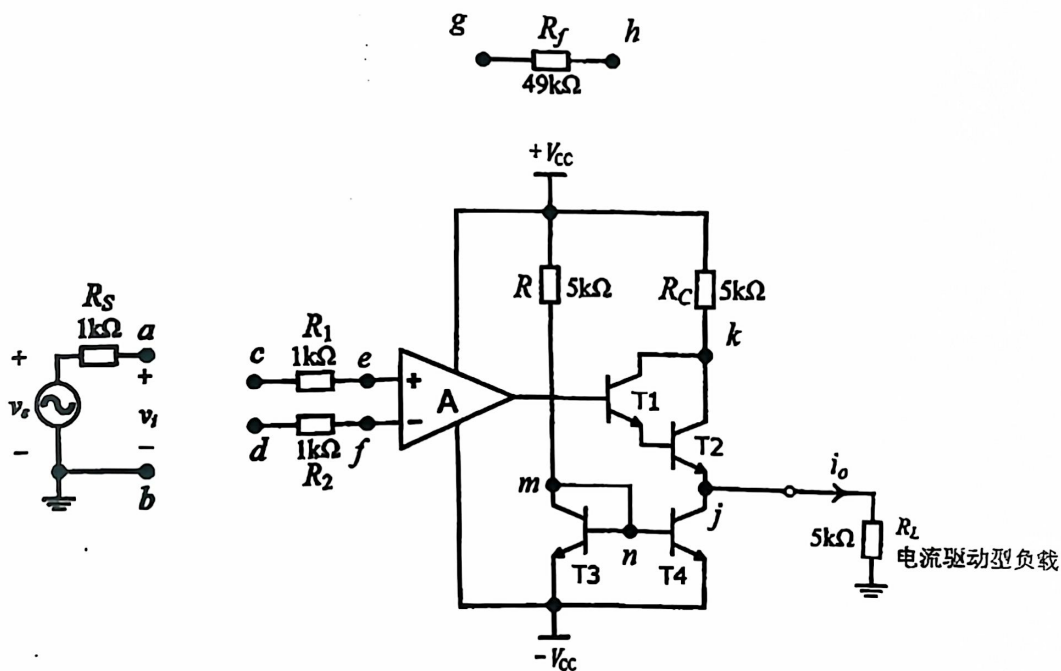 g
R_f
h
49kΩ
+V_CC
R
5kΩ
R_C
5kΩ
k
R_S
1kΩ
a
R_1
1kΩ
c
e
+
+
+
A
T1
v_s
v_i
−
T2
−
−
d
1kΩ
f
R_2
b
m
j
i_o
n
T3
T4
5kΩ
R_L
电流驱动型负载
−V_CC